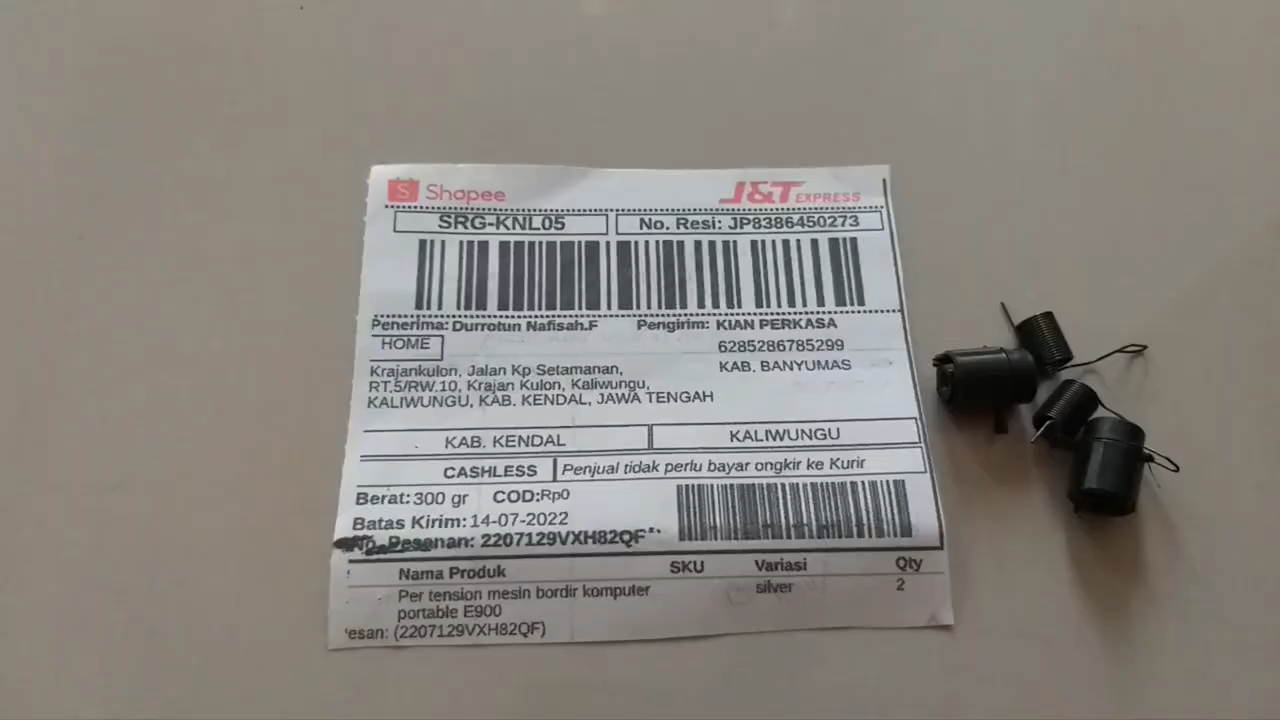 Shopee
J&T EXPRESS
SRG-KNL05
No. Resi: JP8386450273
Penerima: Durrotun Nafisah.F
Pengirim: KIAN PERKASA
HOME
6285286785299
KAB. BANYUMAS
Krajankulon, Jalan Kp Setamanan,
RT.5/RW.10, Krajan Kulon, Kaliwungu,
KALIWUNGU, KAB. KENDAL, JAWA TENGAH
KAB. KENDAL
KALIWUNGU
CASHLESS
Penjual tidak perlu bayar ongkir ke Kurir
Berat: 300 gr COD:Rp0
Batas Kirim: 14-07-2022
No. Pesanan: 2207129VXH82QF
Nama Produk SKU Variasi Qty
Per tension mesin bordir komputer silver 2
portable E900
esan: (2207129VXH82QF)